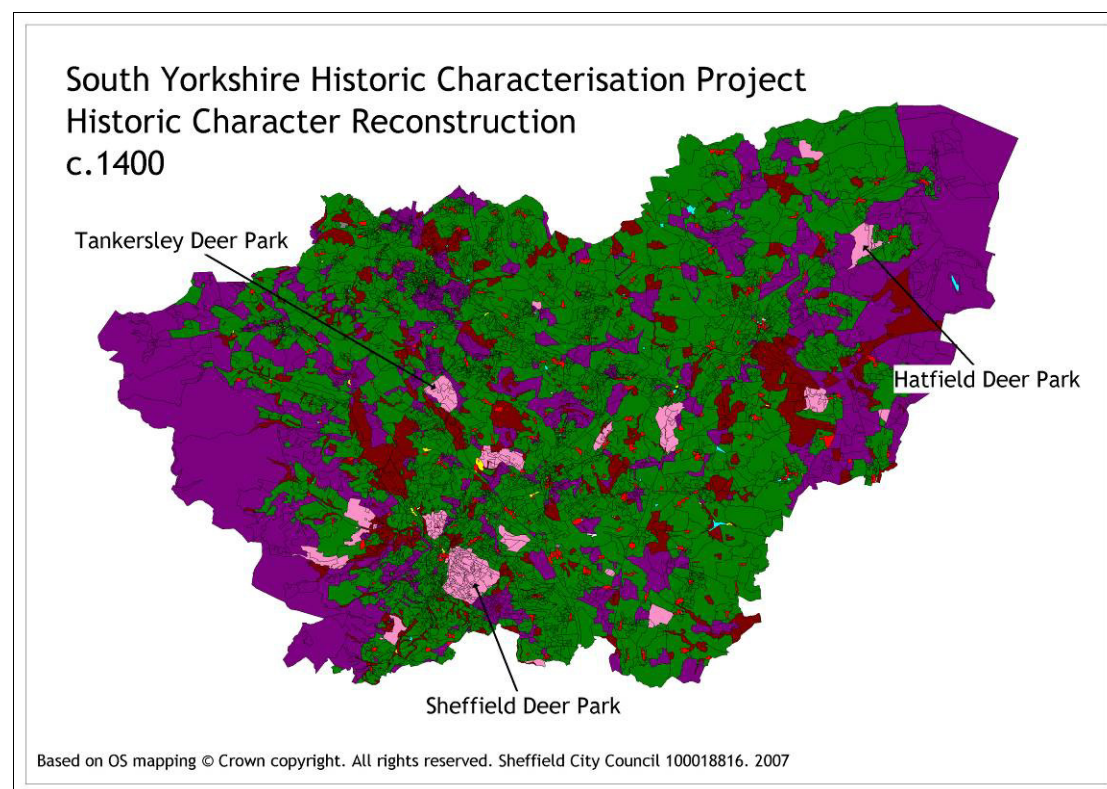 South Yorkshire Historic Characterisation Project
Historic Character Reconstruction
c.1400
Tankersley Deer Park
Hatfield Deer Park
Sheffield Deer Park
Based on OS mapping © Crown copyright. All rights reserved. Sheffield City Council 100018816. 2007